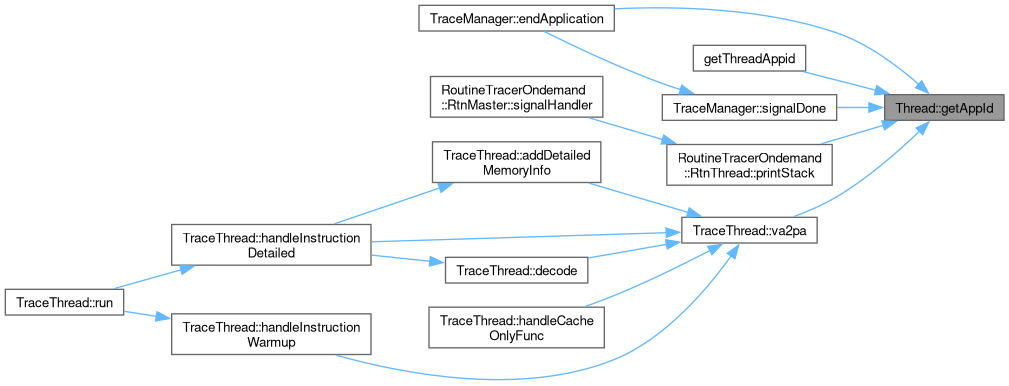 TraceManager::endApplication
getThreadAppid
RoutineTracerOndemand
::RtnMaster::signalHandler
TraceManager::signalDone
Thread::getAppId
TraceThread::addDetailed
MemoryInfo
RoutineTracerOndemand
::RtnThread::printStack
TraceThread::handleInstruction
Detailed
TraceThread::va2pa
TraceThread::decode
TraceThread::run
TraceThread::handleInstruction
Warmup
TraceThread::handleCache
OnlyFunc